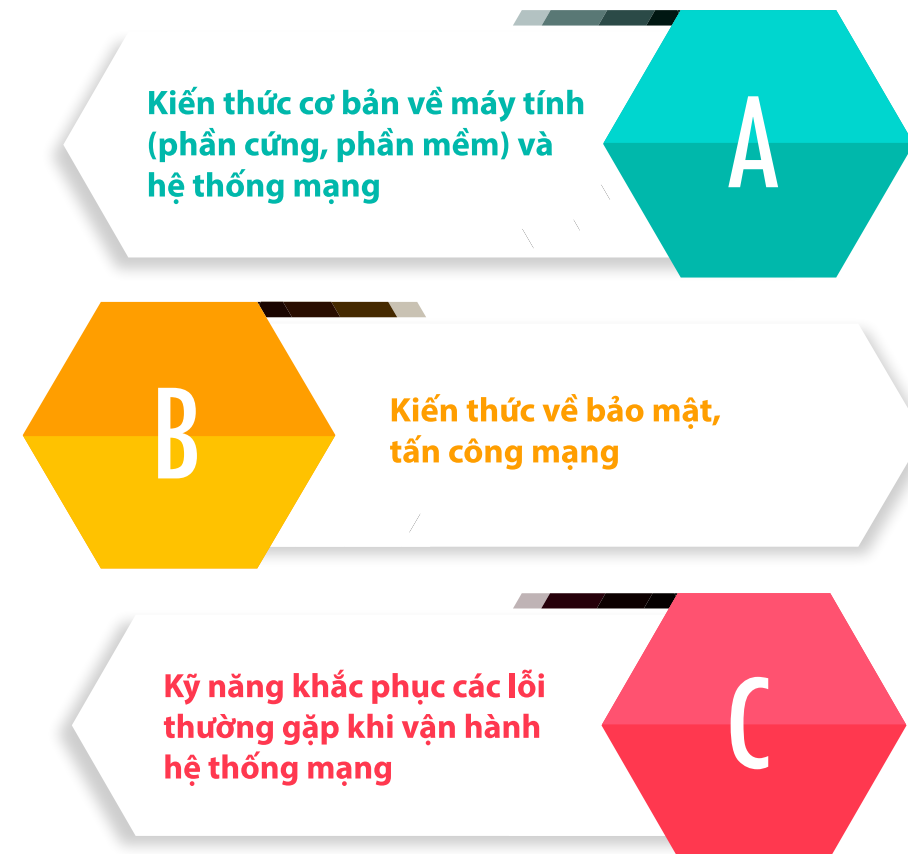 Kiến thức cơ bản về máy tính
(phần cứng, phần mềm) và
hệ thống mạng
A
B
Kiến thức về bảo mật,
tấn công mạng
Kỹ năng khắc phục các lỗi
thường gặp khi vận hành
hệ thống mạng
C